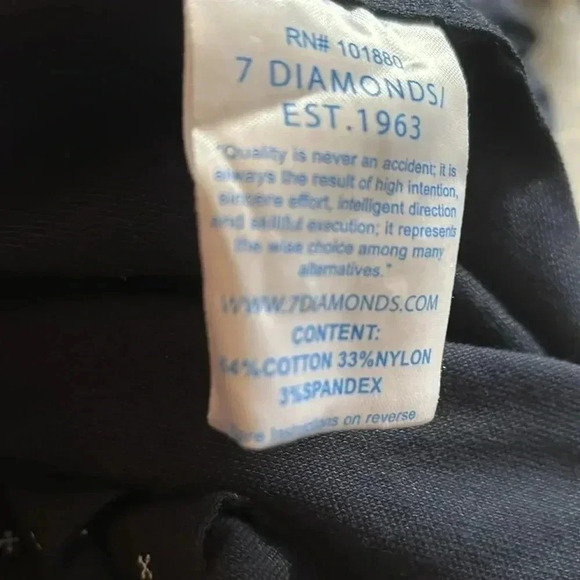 RN# 101880
7 DIAMONDS/
EST.1963
"Quality is never an accident; it is
always the result of high intention,
sincere effort, intelligent direction
and skillful execution; it represents
the wise choice among many
alternatives."
WWW.7DIAMONDS.COM
CONTENT:
64%COTTON 33%NYLON
3%SPANDEX
Care Instructions on reverse